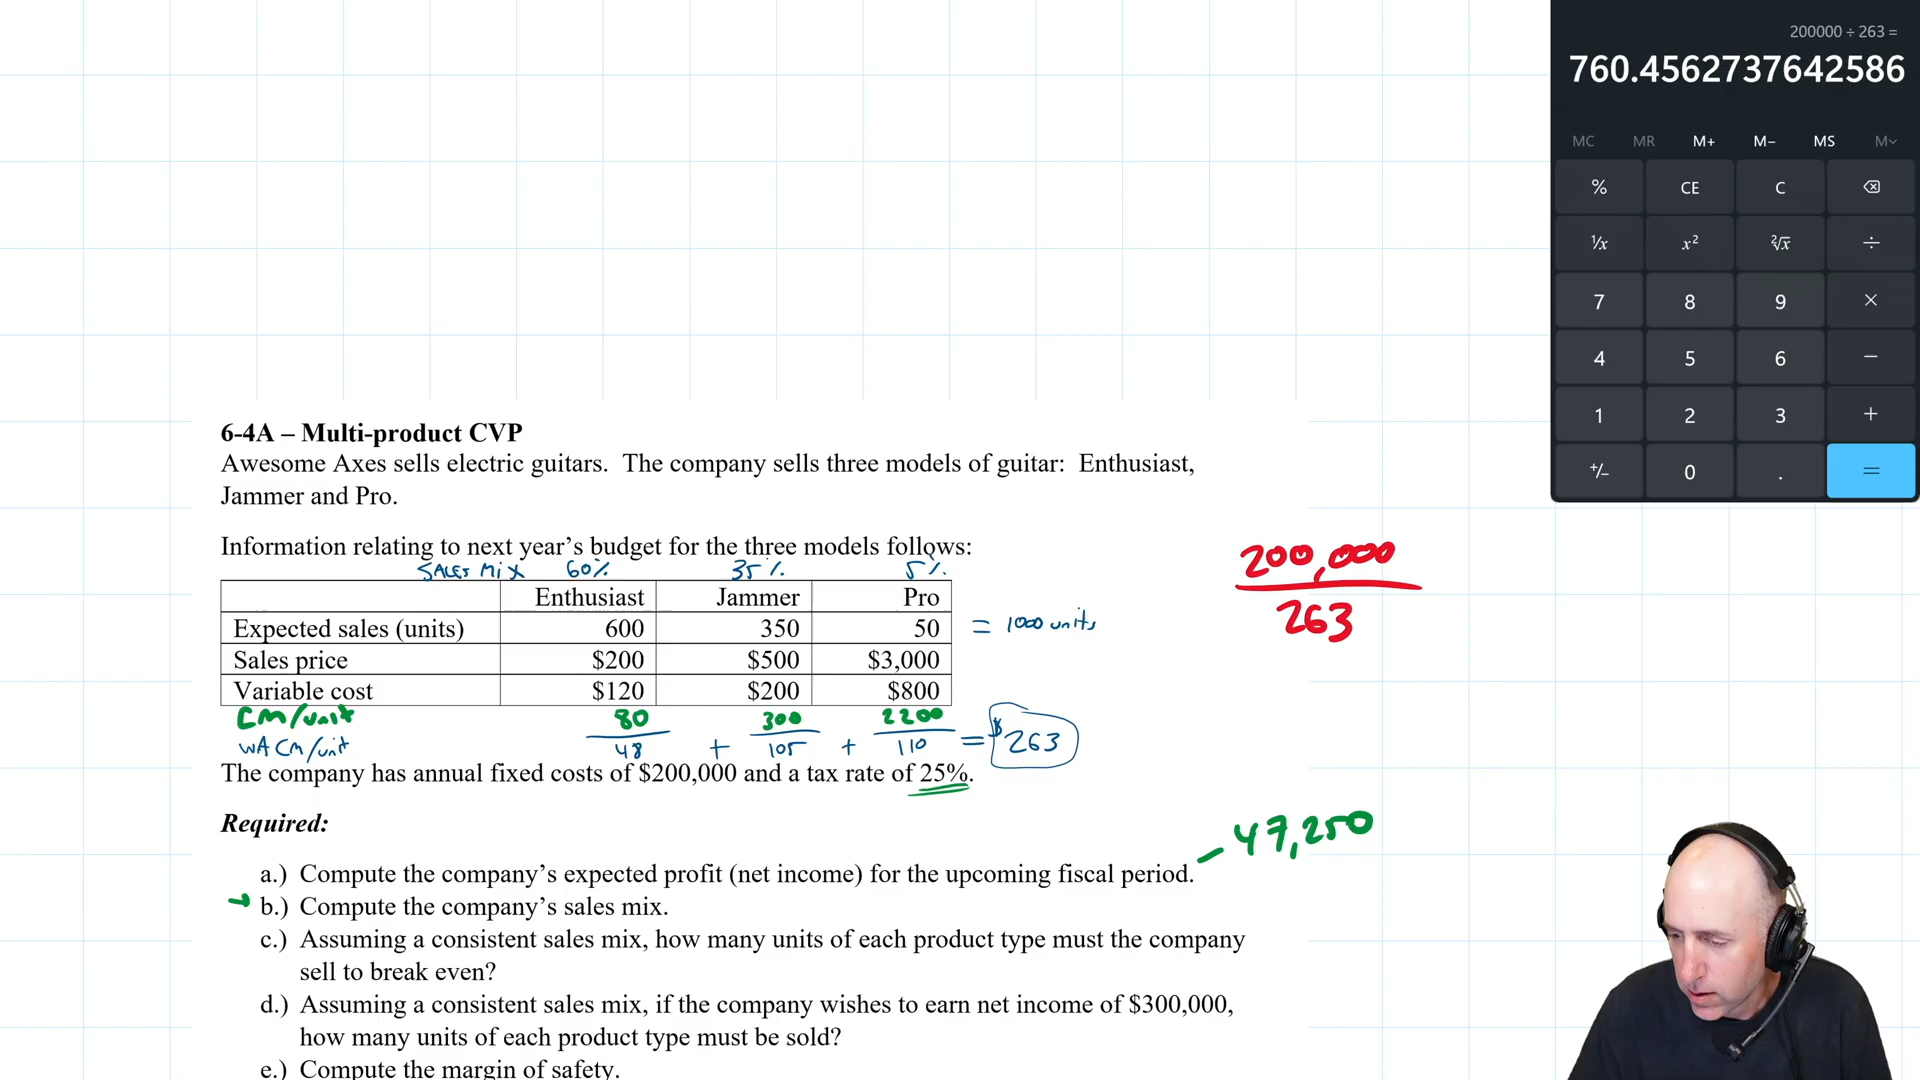 200000 ÷ 263 =
760.4562737642586
MC MR M+ M− MS M˅
% CE C ⌫
¹/x x² ²√x ÷
7 8 9 ×
4 5 6 −
1 2 3 +
+/− 0 . =
6-4A – Multi-product CVP
Awesome Axes sells electric guitars. The company sells three models of guitar: Enthusiast,
Jammer and Pro.
Information relating to next year's budget for the three models follows:
SALES MIX 60% 35% 5%
Enthusiast Jammer Pro
Expected sales (units) 600 350 50 = 1000 units
Sales price $200 $500 $3,000
Variable cost $120 $200 $800
CM/unit 80 300 2200
WA CM/unit 48 + 105 + 110 = $263
200,000
263
The company has annual fixed costs of $200,000 and a tax rate of 25%.
Required:
47,250
a.) Compute the company's expected profit (net income) for the upcoming fiscal period.
b.) Compute the company's sales mix.
c.) Assuming a consistent sales mix, how many units of each product type must the company
sell to break even?
d.) Assuming a consistent sales mix, if the company wishes to earn net income of $300,000,
how many units of each product type must be sold?
e.) Compute the margin of safety.